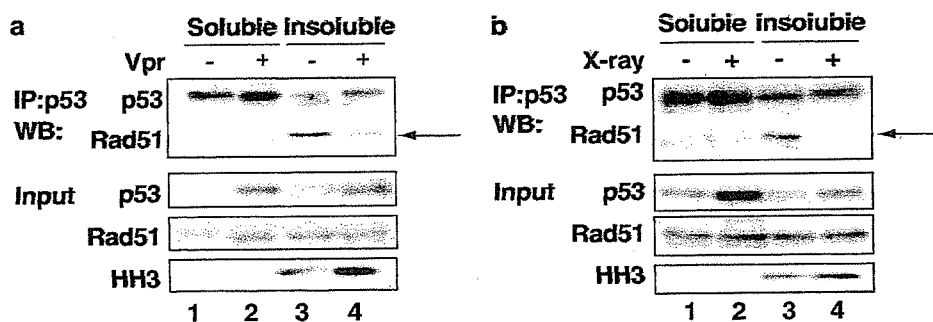 a
Soluble insoluble
Vpr - + - +
IP:p53 p53
WB: Rad51
Input p53
Rad51
HH3
1 2 3 4
b
Soluble insoluble
X-ray - + - +
IP:p53 p53
WB: Rad51
Input p53
Rad51
HH3
1 2 3 4